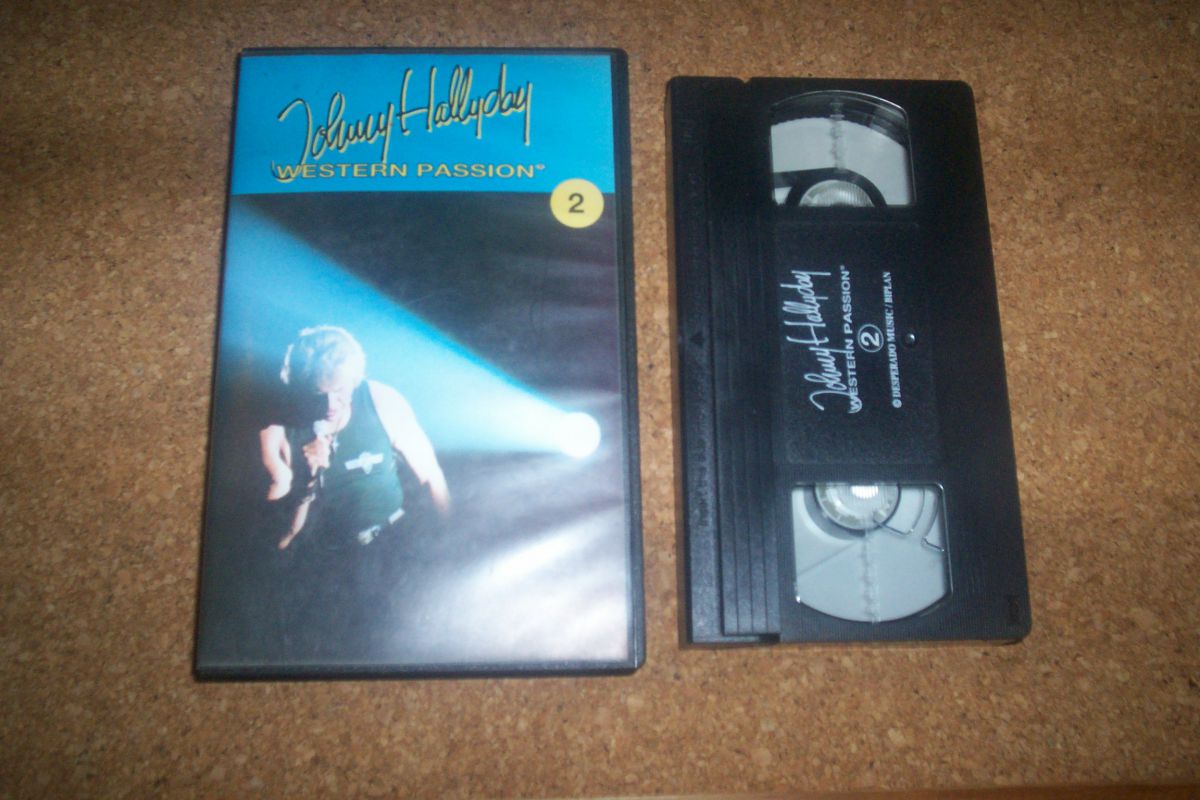 Johnny Hallyday
WESTERN PASSION®
2
Johnny Hallyday
WESTERN PASSION®
2
© DESPERADO MUSIC / BIPLAN